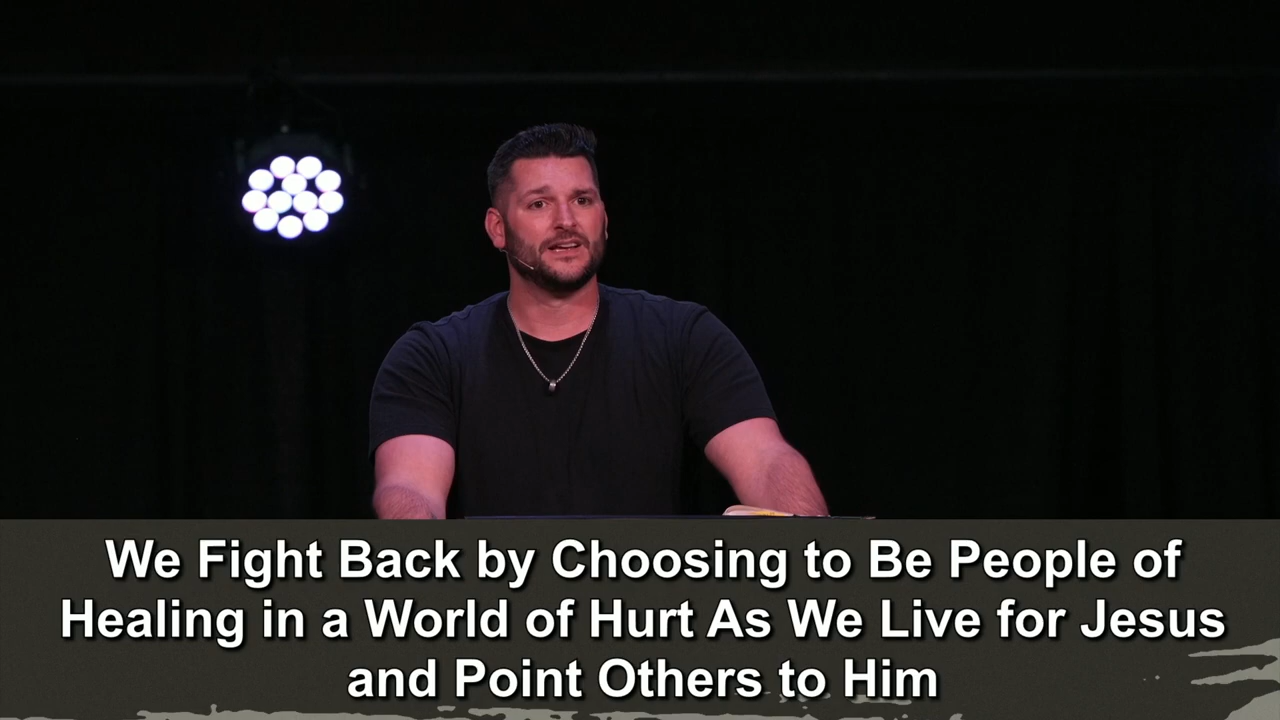 We Fight Back by Choosing to Be People of
Healing in a World of Hurt As We Live for Jesus
and Point Others to Him